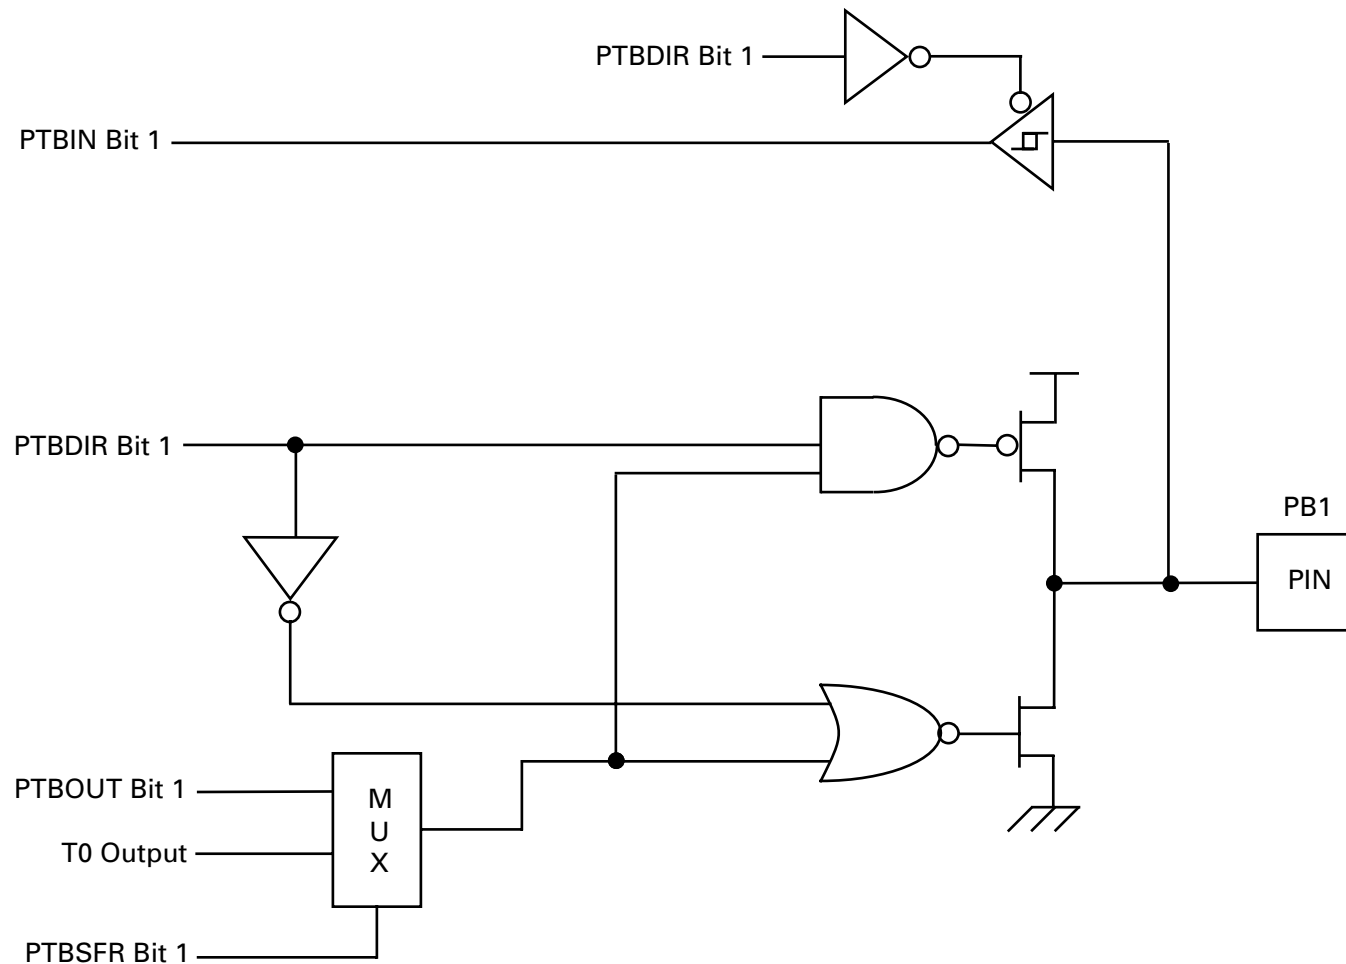 PTBDIR Bit 1
PTBIN Bit 1
PTBDIR Bit 1
PB1
PIN
PTBOUT Bit 1
T0 Output
PTBSFR Bit 1
M
U
X